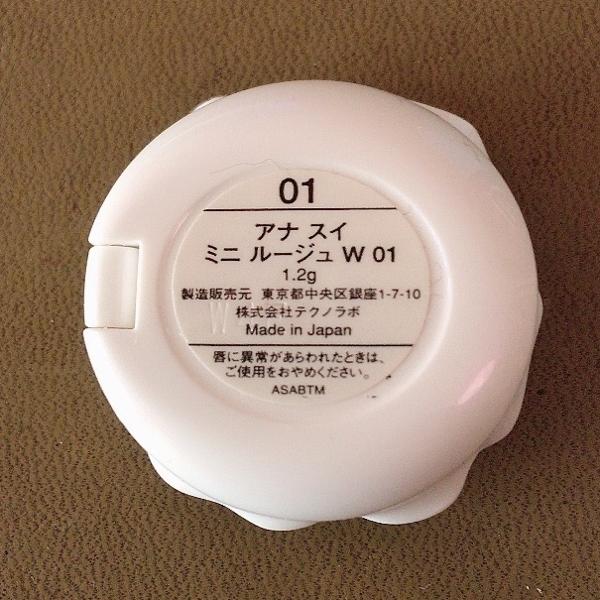 01
アナ スイ
ミニ ルージュ W 01
1.2g
製造販売元 東京都中央区銀座1-7-10
株式会社テクノラボ
Made in Japan
唇に異常があらわれたときは、
ご使用をおやめください。
ASABTM